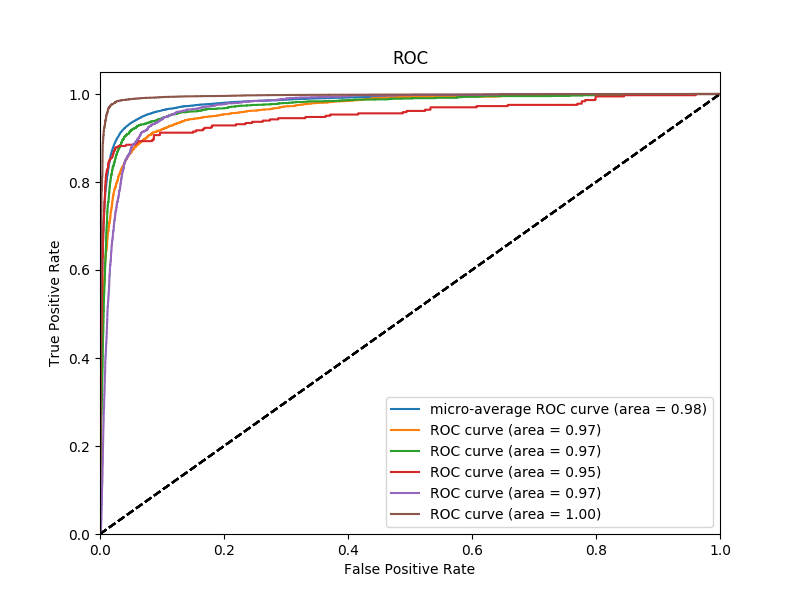 ROC
True Positive Rate
1.0
0.8
0.6
0.4
0.2
0.0
micro-average ROC curve (area = 0.98)
ROC curve (area = 0.97)
ROC curve (area = 0.97)
ROC curve (area = 0.95)
ROC curve (area = 0.97)
ROC curve (area = 1.00)
0.0 0.2 0.4 0.6 0.8 1.0
False Positive Rate